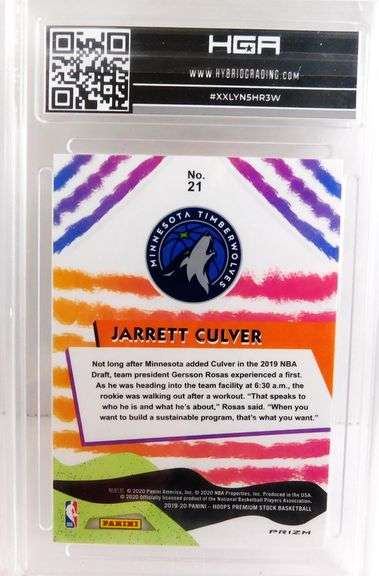 HGA
WWW.HYBRIDGRADING.COM
#XXLYN5HR3W
No.
21
MINNESOTA TIMBERWOLVES
JARRETT CULVER
Not long after Minnesota added Culver in the 2019 NBA
Draft, team president Gersson Rosas experienced a first.
As he was heading into the team facility at 6:30 a.m., the
rookie was walking out after a workout. “That speaks to
who he is and what he’s about,” Rosas said. “When you
want to build a sustainable program, that’s what you want.”
© 2020 Panini America, Inc. © 2020 NBA Properties, Inc. Produced in the USA.
© 2020 Officially licensed product of the National Basketball Players Association.
2019-20 PANINI - HOOPS PREMIUM STOCK BASKETBALL
PANINI
PRIZM